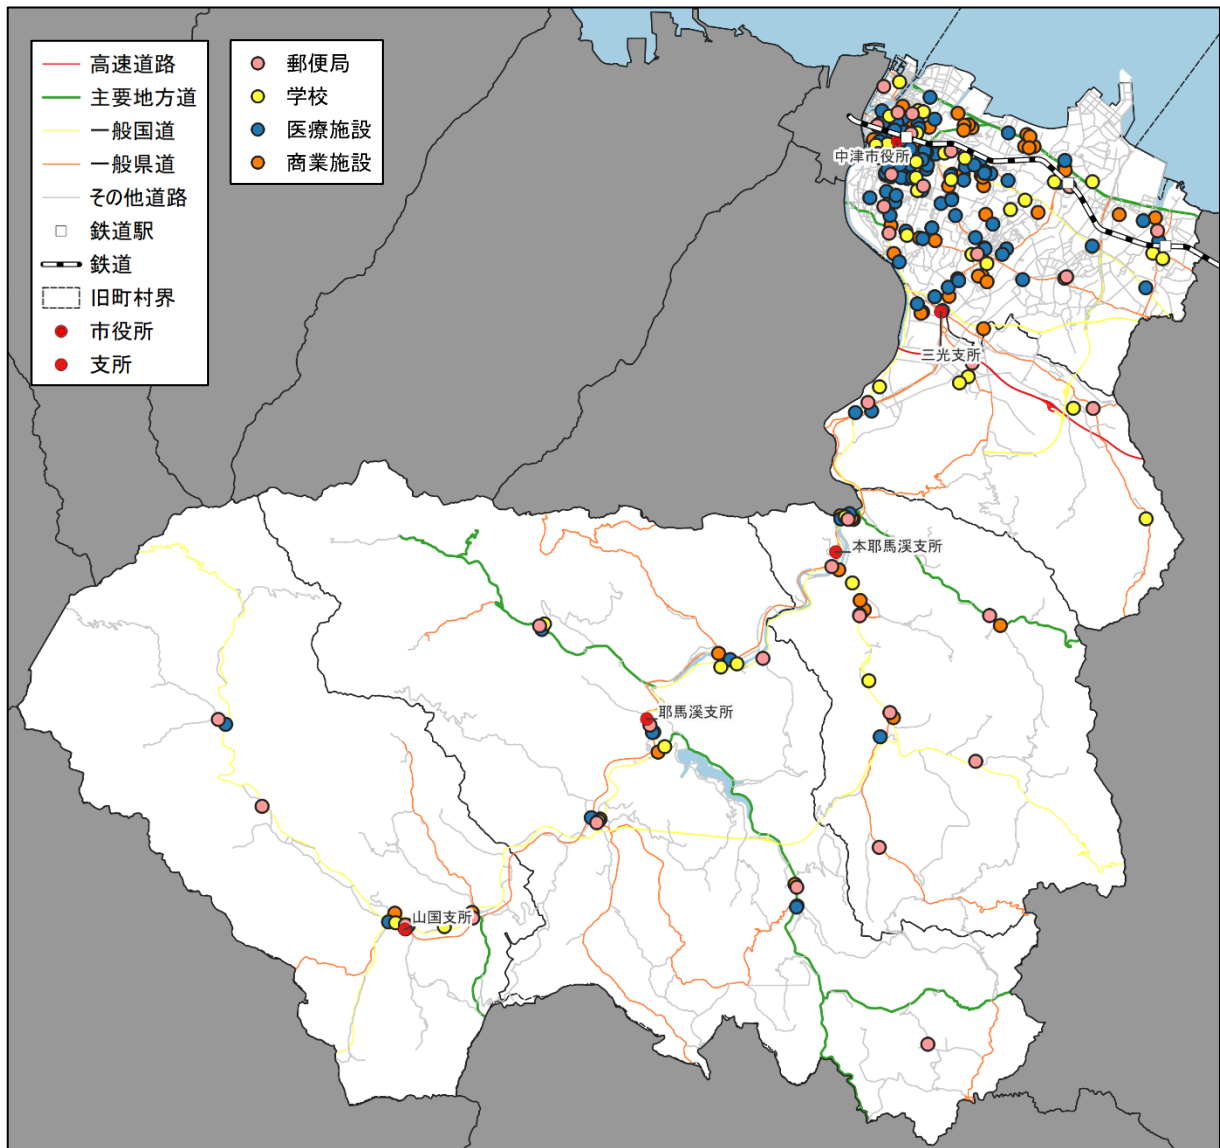 高速道路
主要地方道
一般国道
一般県道
その他道路
鉄道駅
鉄道
旧町村界
市役所
支所
郵便局
学校
医療施設
商業施設
中津市役所
三光支所
本耶馬溪支所
耶馬溪支所
山国支所